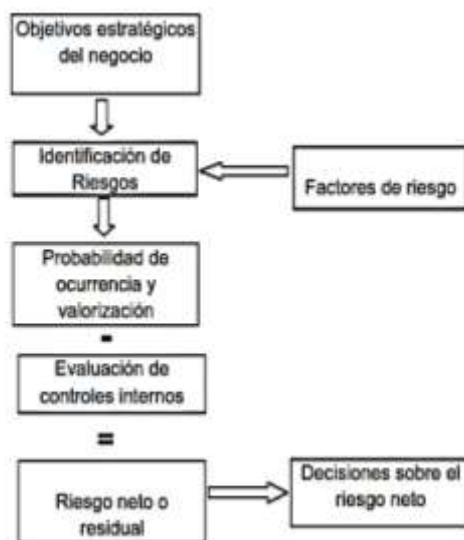 Objetivos estratégicos
del negocio
Identificación de
Riesgos
Factores de riesgo
Probabilidad de
ocurrencia y
valorización
-
Evaluación de
controles internos
=
Riesgo neto o
residual
Decisiones sobre el
riesgo neto